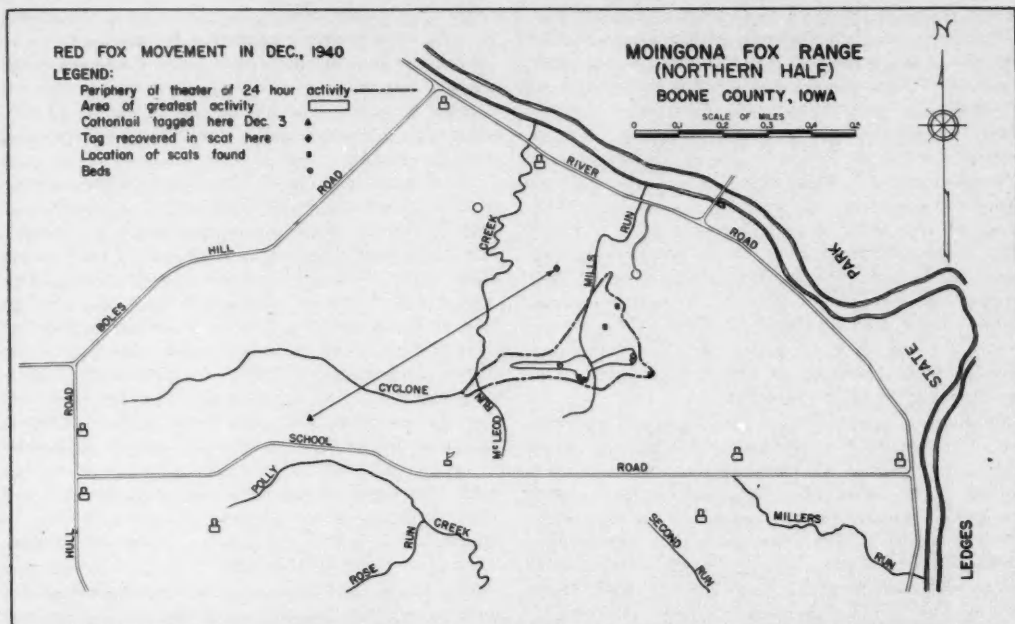 RED FOX MOVEMENT IN DEC., 1940
LEGEND:
Periphery of theater of 24 hour activity
Area of greatest activity
Cottontail tagged here Dec. 3
Tag recovered in scat here
Location of scats found
Beds
MOINGONA FOX RANGE
(NORTHERN HALF)
BOONE COUNTY, IOWA
SCALE OF MILES
0 0.1 0.2 0.3 0.4 0.5
N
BOLES HILL ROAD
RIVER ROAD
CREEK
MILLS RUN
CYCLONE
McLEOD RUN
SCHOOL ROAD
HULL ROAD
POLLY CREEK
ROSE RUN
SECOND RUN
MILLERS RUN
LEDGES STATE PARK